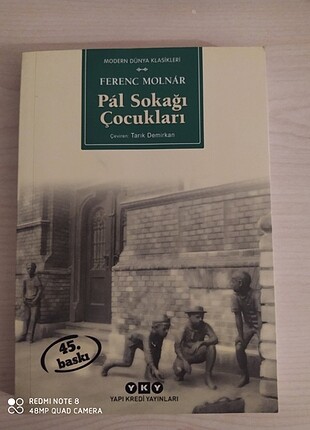 MODERN DÜNYA KLASİKLERİ
FERENC MOLNÁR
Pál Sokağı
Çocukları
Çeviren: Tarık Demirkan
45.
baskı
YKY
YAPI KREDİ YAYINLARI
REDMI NOTE 8
48MP QUAD CAMERA